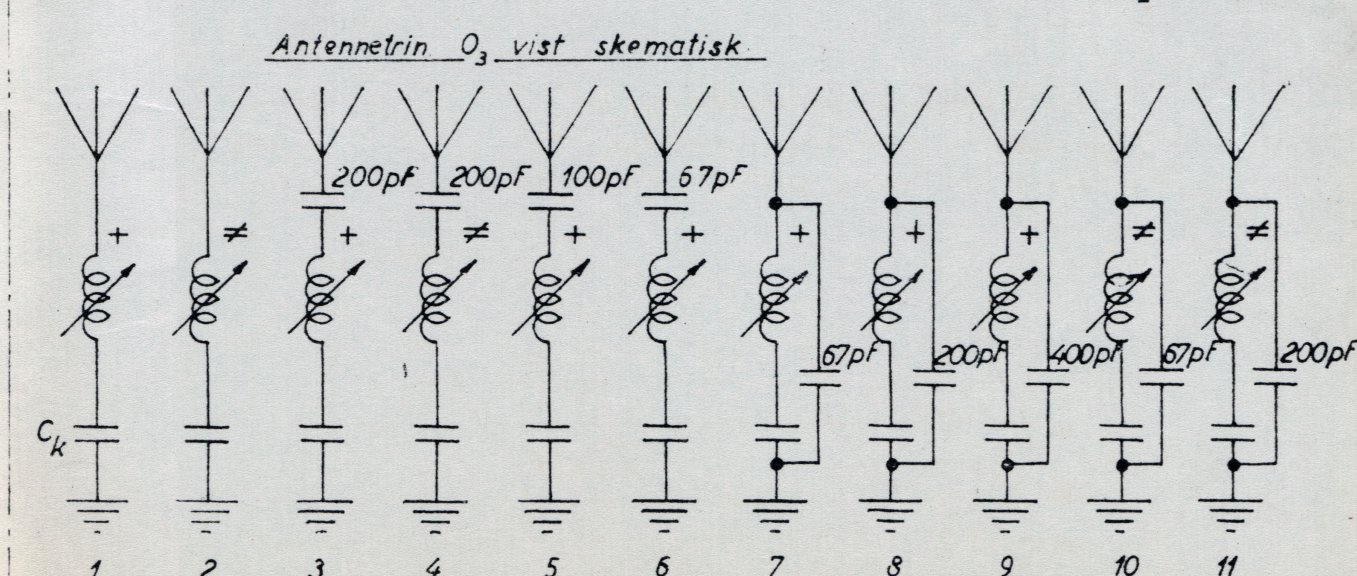 Antennetrin O₃ vist skematisk
200pF 200pF 100pF 67pF
+ ≠ + ≠ + + + + + ≠ ≠
67pF 200pF 400pF 67pF 200pF
Cₖ
1 2 3 4 5 6 7 8 9 10 11